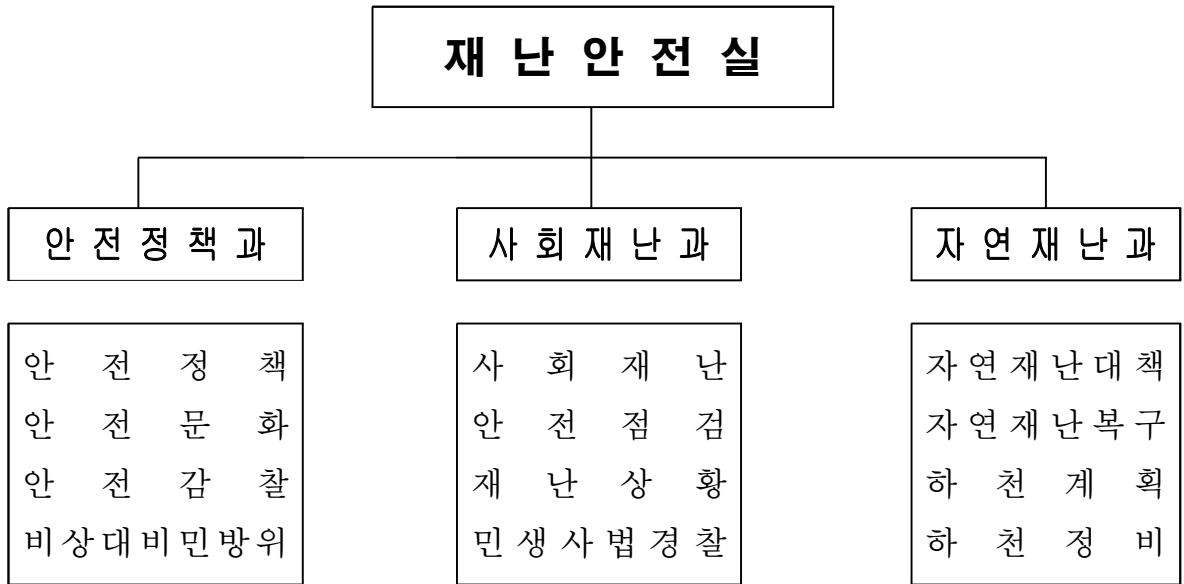 재난안전실
안전정책과
사회재난과
자연재난과
안전정책
안전문화
안전감찰
비상대비민방위
사회재난
안전점검
재난상황
민생사법경찰
자연재난대책
자연재난복구
하천계획
하천정비